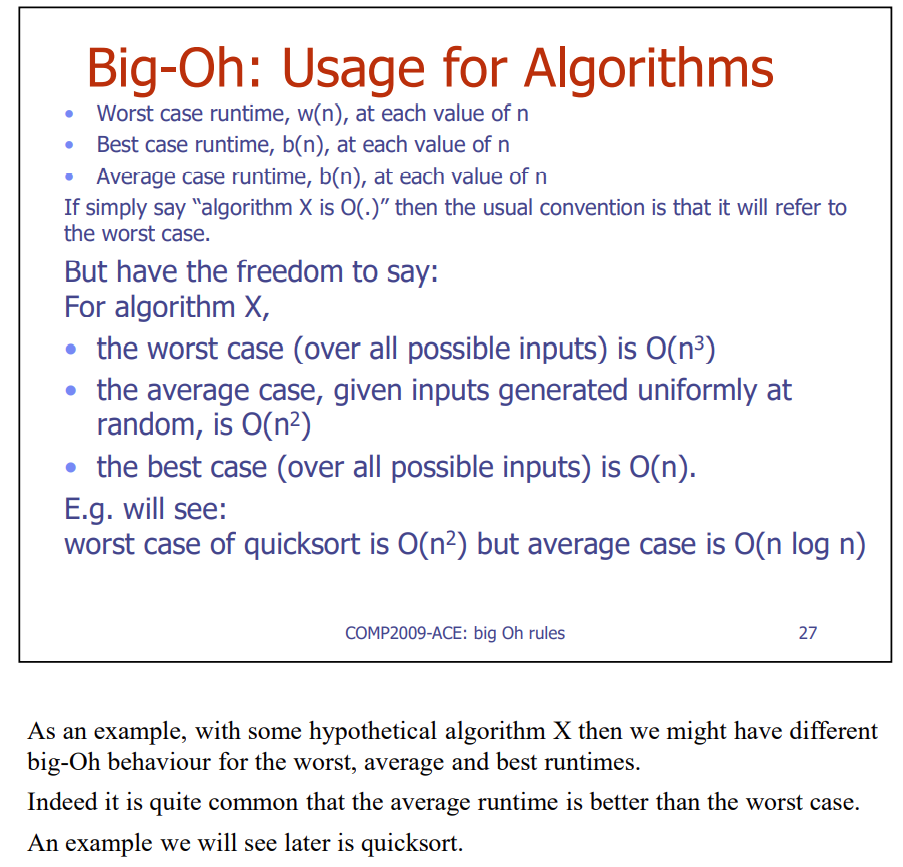 Big-Oh: Usage for Algorithms
• Worst case runtime, w(n), at each value of n
• Best case runtime, b(n), at each value of n
• Average case runtime, b(n), at each value of n
If simply say “algorithm X is O(.)” then the usual convention is that it will refer to
the worst case.
But have the freedom to say:
For algorithm X,
• the worst case (over all possible inputs) is O(n³)
• the average case, given inputs generated uniformly at
random, is O(n²)
• the best case (over all possible inputs) is O(n).
E.g. will see:
worst case of quicksort is O(n²) but average case is O(n log n)
COMP2009-ACE: big Oh rules 27
As an example, with some hypothetical algorithm X then we might have different
big-Oh behaviour for the worst, average and best runtimes.
Indeed it is quite common that the average runtime is better than the worst case.
An example we will see later is quicksort.